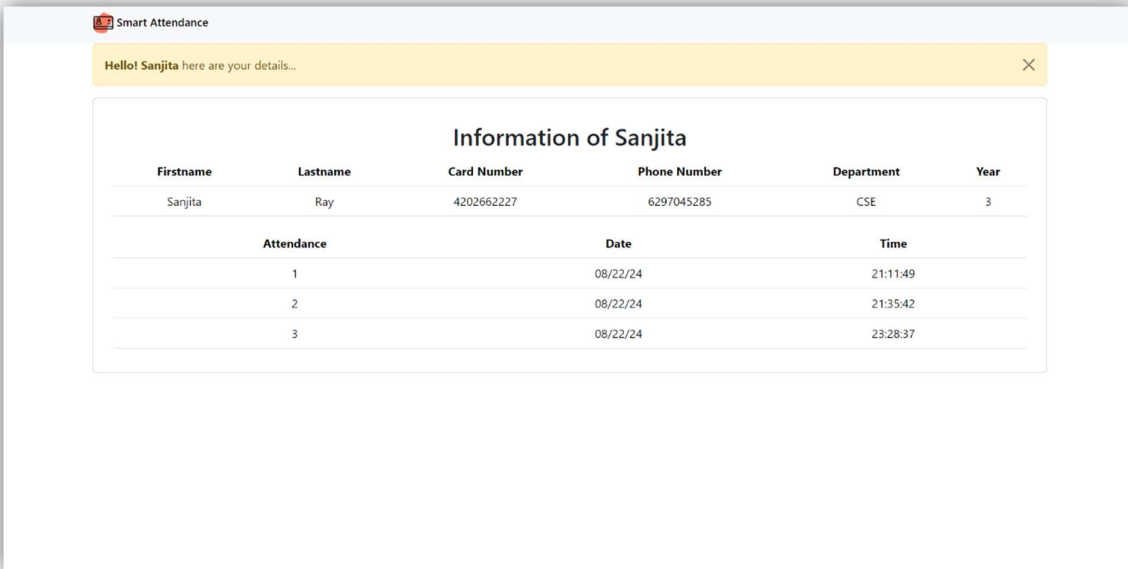 Smart Attendance
Hello! Sanjita here are your details...
Information of Sanjita
Firstname Lastname Card Number Phone Number Department Year
Sanjita Ray 4202662227 6297045285 CSE 3
Attendance Date Time
1 08/22/24 21:11:49
2 08/22/24 21:35:42
3 08/22/24 23:28:37